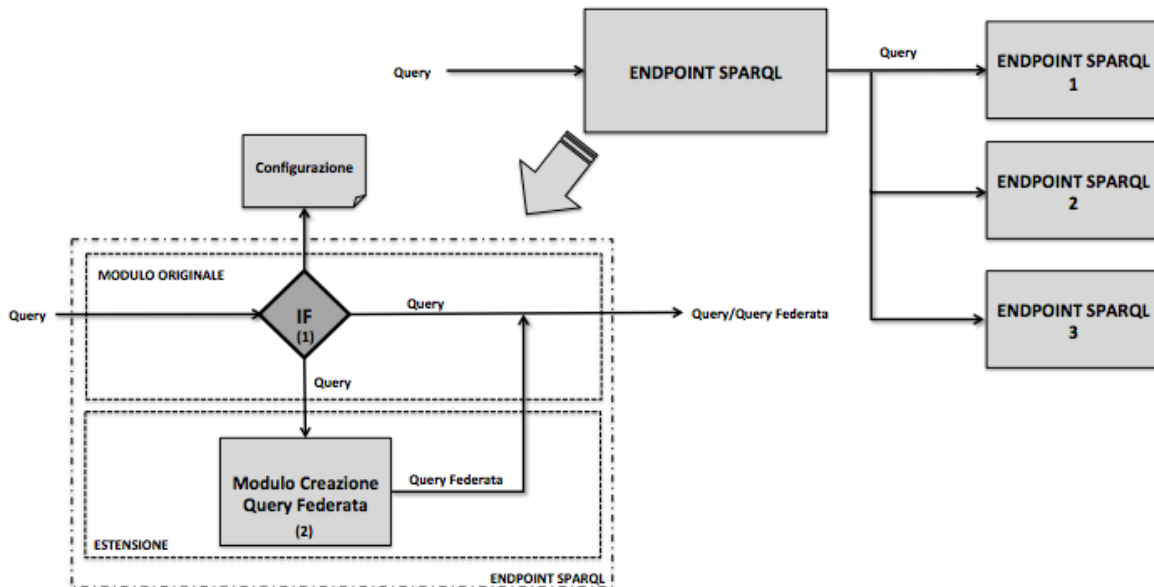 Query
ENDPOINT SPARQL
Query
ENDPOINT SPARQL
1
ENDPOINT SPARQL
2
ENDPOINT SPARQL
3
Configurazione
MODULO ORIGINALE
Query
IF
(1)
Query
Query/Query Federata
Query
Modulo Creazione
Query Federata
(2)
Query Federata
ESTENSIONE
ENDPOINT SPARQL